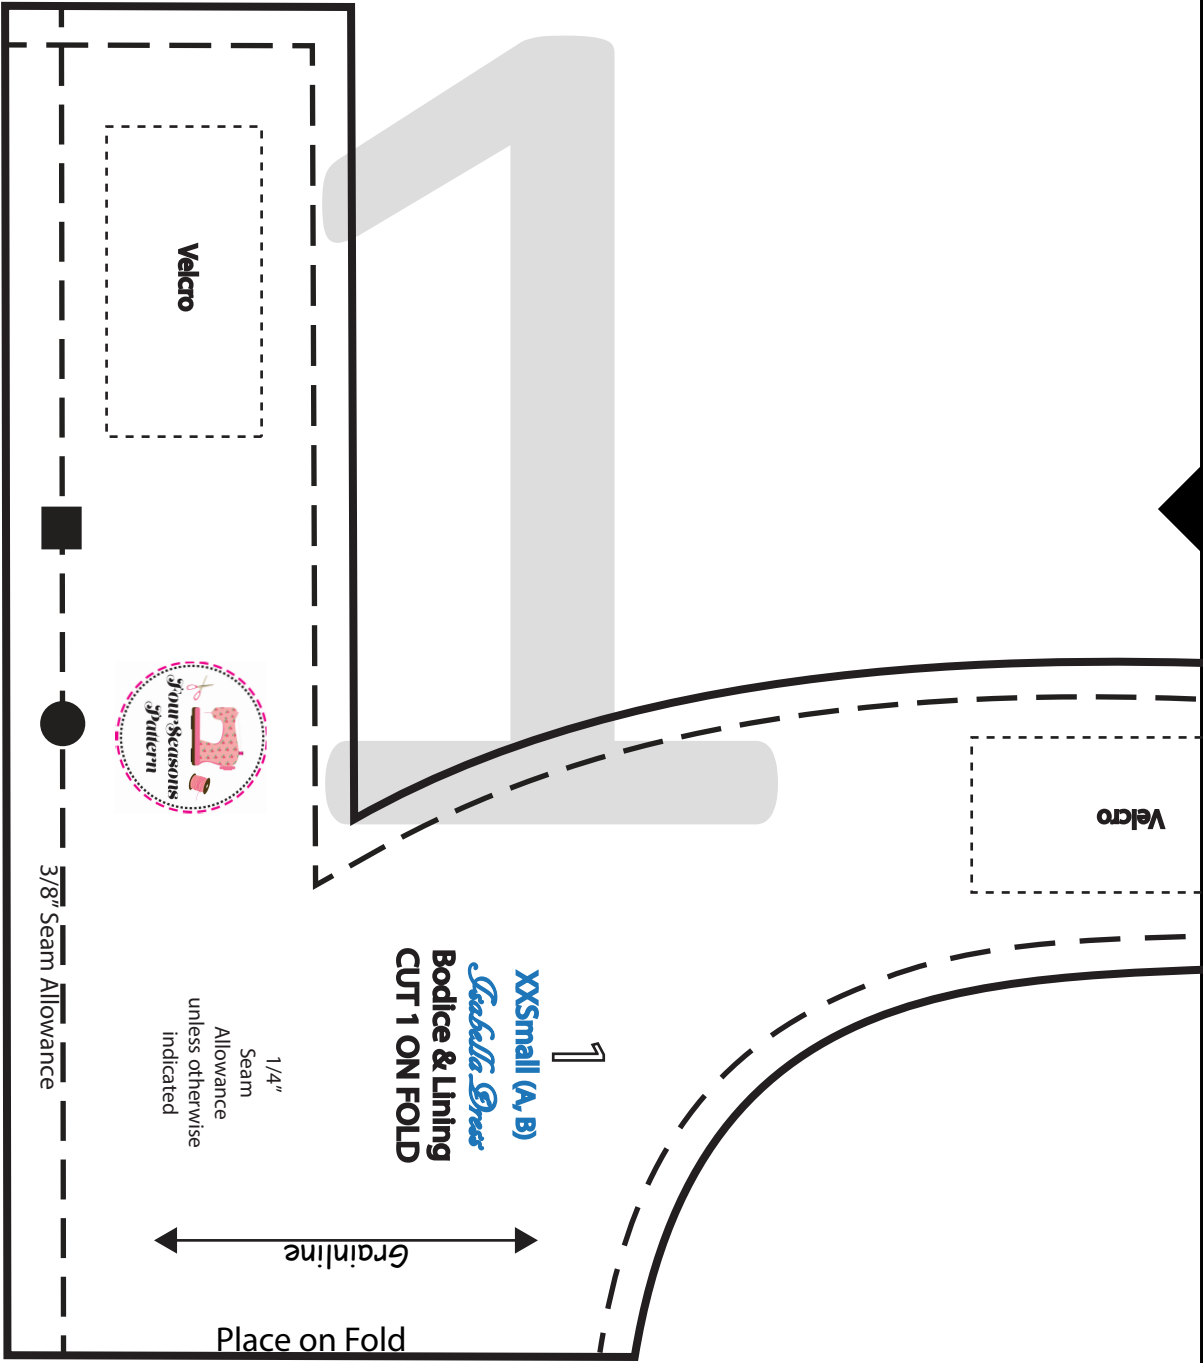 1
Velcro
Four Seasons
Pattern
3/8" Seam Allowance
1/4"
Seam
Allowance
unless otherwise
indicated
1
XXSmall (A, B)
Isabella Dress
Bodice & Lining
CUT 1 ON FOLD
Velcro
Grainline
Place on Fold